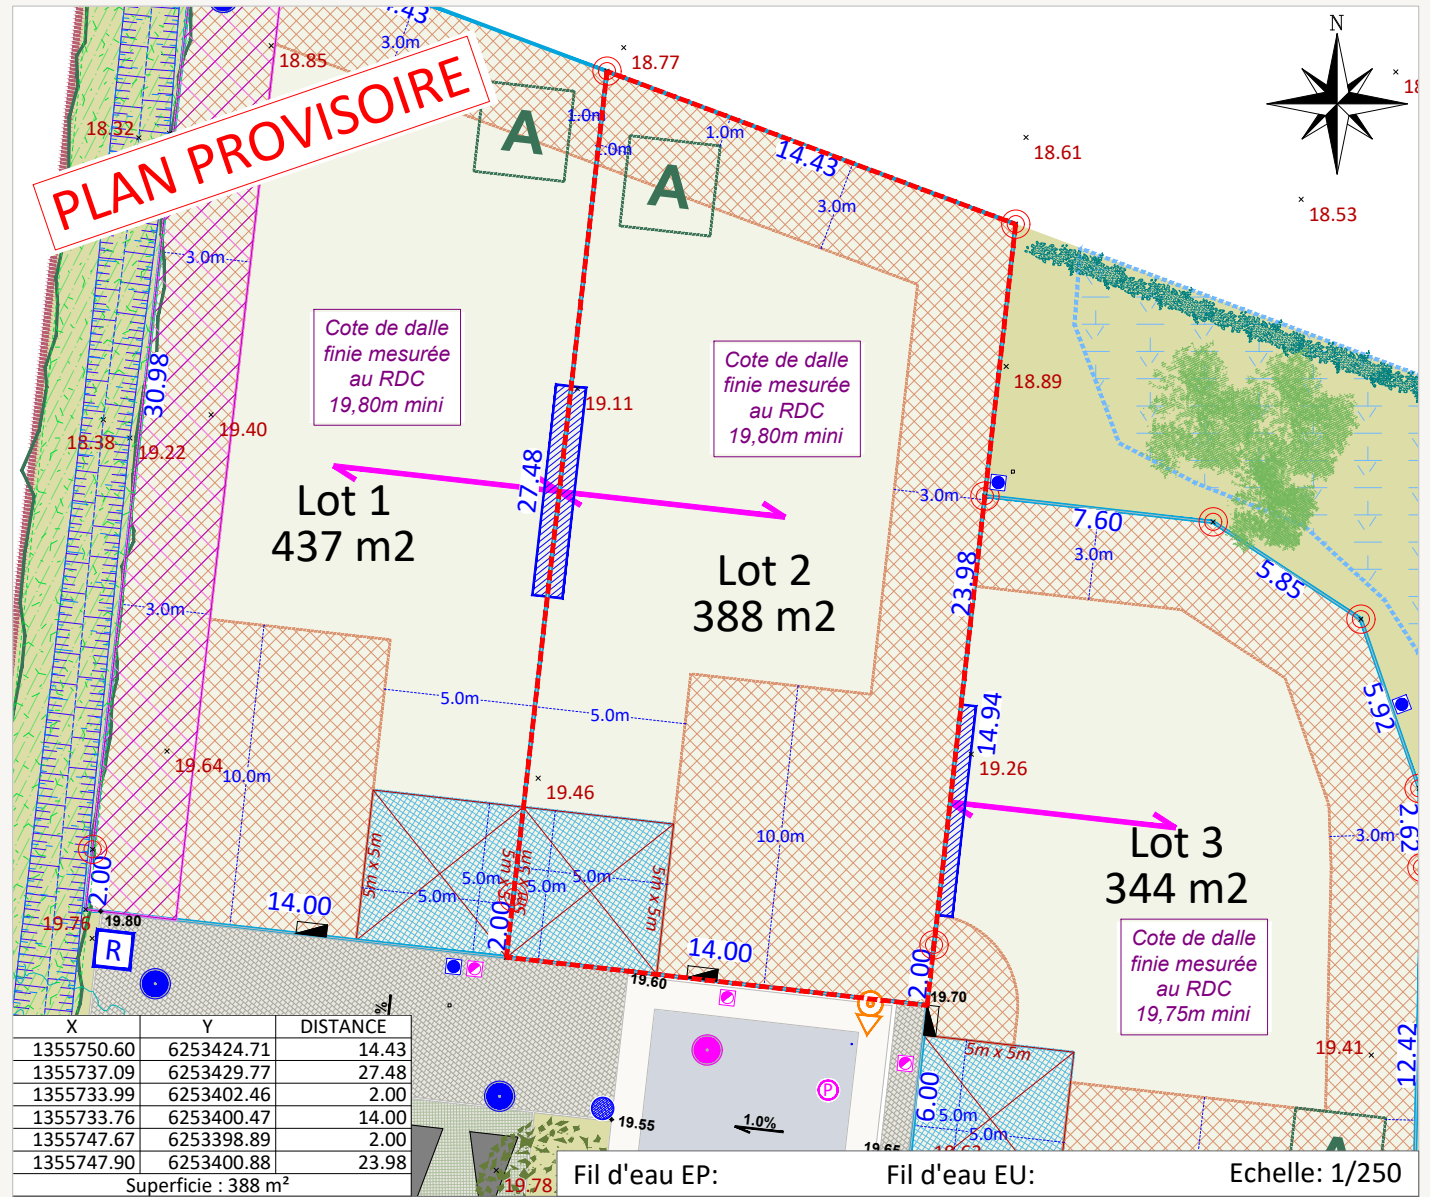 7.43
3.0m
18.85
18.77
N
18.32
PLAN PROVISOIRE
A
1.0m
A
1.0m
14.43
3.0m
18.61
18.53
3.0m
Cote de dalle
finie mesurée
au RDC
19,80m mini
Cote de dalle
finie mesurée
au RDC
19,80m mini
30.98
18.38
19.22
19.40
19.11
18.89
27.48
Lot 1
437 m2
Lot 2
388 m2
3.0m
7.60
3.0m
5.85
23.98
3.0m
5.0m
5.0m
5.92
14.94
19.26
19.64
10.0m
19.46
10.0m
Lot 3
344 m2
3.0m
2.62
5m x 5m
5.0m
5.0m
5.0m
5.0m
5m x 5m
2.00
19.76
19.80
R
14.00
2.00
14.00
19.60
2.00
19.70
Cote de dalle
finie mesurée
au RDC
19,75m mini
19.41
12.42
5m x 5m
6.00
5.0m
5.0m
P
1.0%
19.55
19.65
19.78
X Y DISTANCE
1355750.60 6253424.71 14.43
1355737.09 6253429.77 27.48
1355733.99 6253402.46 2.00
1355733.76 6253400.47 14.00
1355747.67 6253398.89 2.00
1355747.90 6253400.88 23.98
Superficie : 388 m²
Fil d'eau EP: Fil d'eau EU: Echelle: 1/250